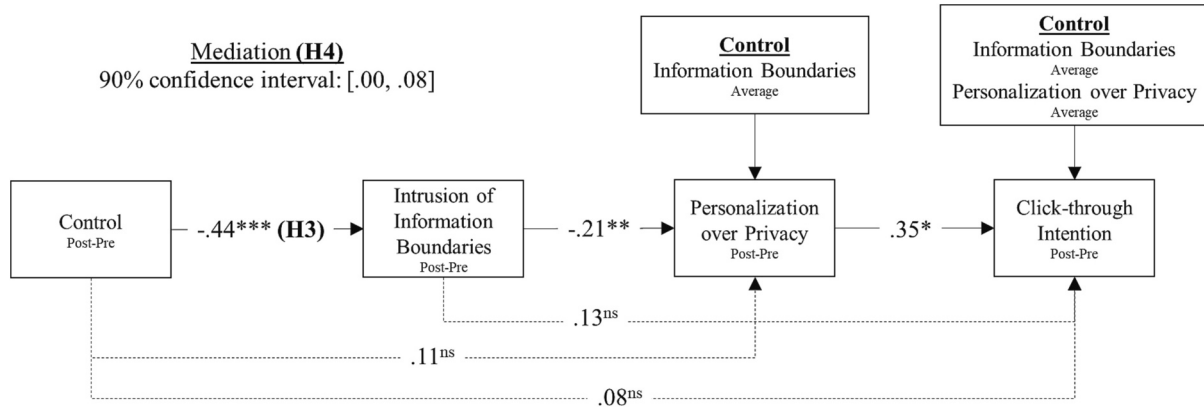 Mediation (H4)
90% confidence interval: [.00, .08]
Control
Information Boundaries
Average
Control
Information Boundaries
Average
Personalization over Privacy
Average
Control
Post-Pre
-.44*** (H3)
Intrusion of
Information
Boundaries
Post-Pre
-.21**
Personalization
over Privacy
Post-Pre
.35*
Click-through
Intention
Post-Pre
.13ns
.11ns
.08ns